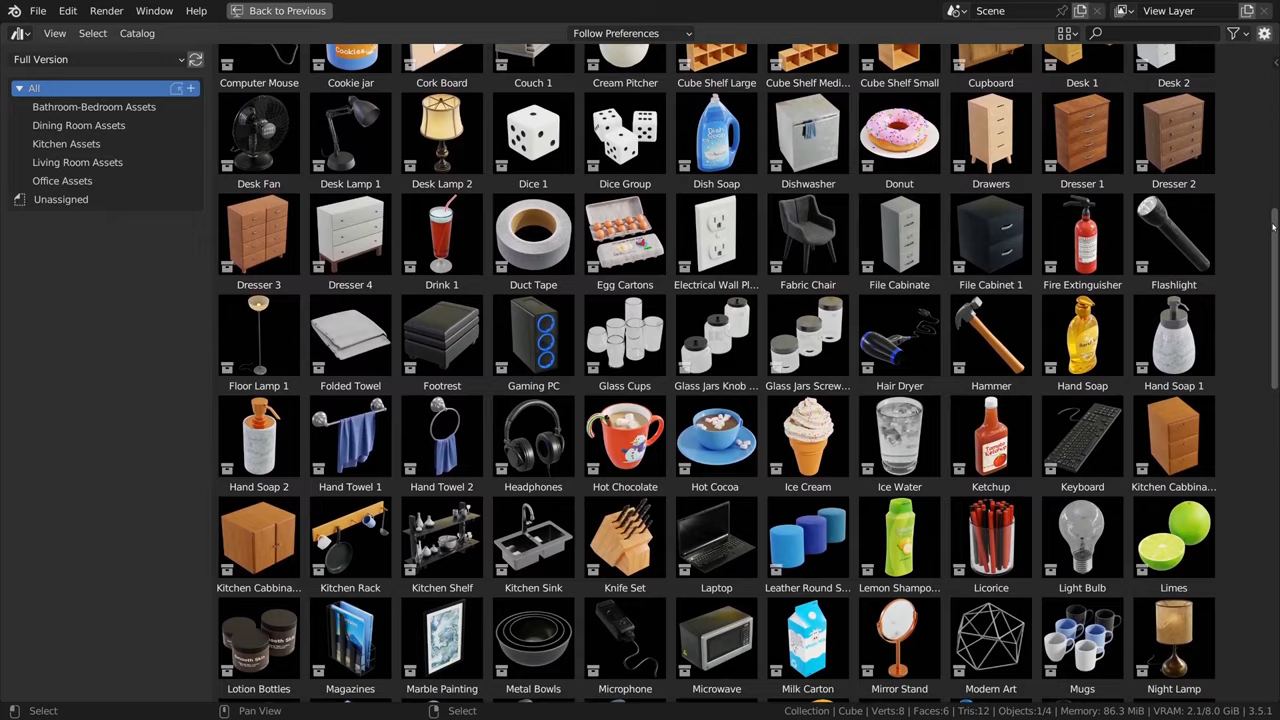 File Edit Render Window Help Back to Previous Scene View Layer
View Select Catalog Follow Preferences
Full Version
All
Bathroom-Bedroom Assets
Dining Room Assets
Kitchen Assets
Living Room Assets
Office Assets
Unassigned
Computer Mouse Cookie jar Cork Board Couch 1 Cream Pitcher Cube Shelf Large Cube Shelf Medi... Cube Shelf Small Cupboard Desk 1 Desk 2
Desk Fan Desk Lamp 1 Desk Lamp 2 Dice 1 Dice Group Dish Soap Dishwasher Donut Drawers Dresser 1 Dresser 2
Dresser 3 Dresser 4 Drink 1 Duct Tape Egg Cartons Electrical Wall Pl... Fabric Chair File Cabinate File Cabinet 1 Fire Extinguisher Flashlight
Floor Lamp 1 Folded Towel Footrest Gaming PC Glass Cups Glass Jars Knob ... Glass Jars Screw... Hair Dryer Hammer Hand Soap Hand Soap 1
Hand Soap 2 Hand Towel 1 Hand Towel 2 Headphones Hot Chocolate Hot Cocoa Ice Cream Ice Water Ketchup Keyboard Kitchen Cabbina...
Kitchen Cabbina... Kitchen Rack Kitchen Shelf Kitchen Sink Knife Set Laptop Leather Round S... Lemon Shampo... Licorice Light Bulb Limes
Lotion Bottles Magazines Marble Painting Metal Bowls Microphone Microwave Milk Carton Mirror Stand Modern Art Mugs Night Lamp
Select Pan View Select Collection | Cube | Verts:8 | Faces:6 | Tris:12 | Objects:1/4 | Memory: 86.3 MiB | VRAM: 2.1/8.0 GiB | 3.5.1